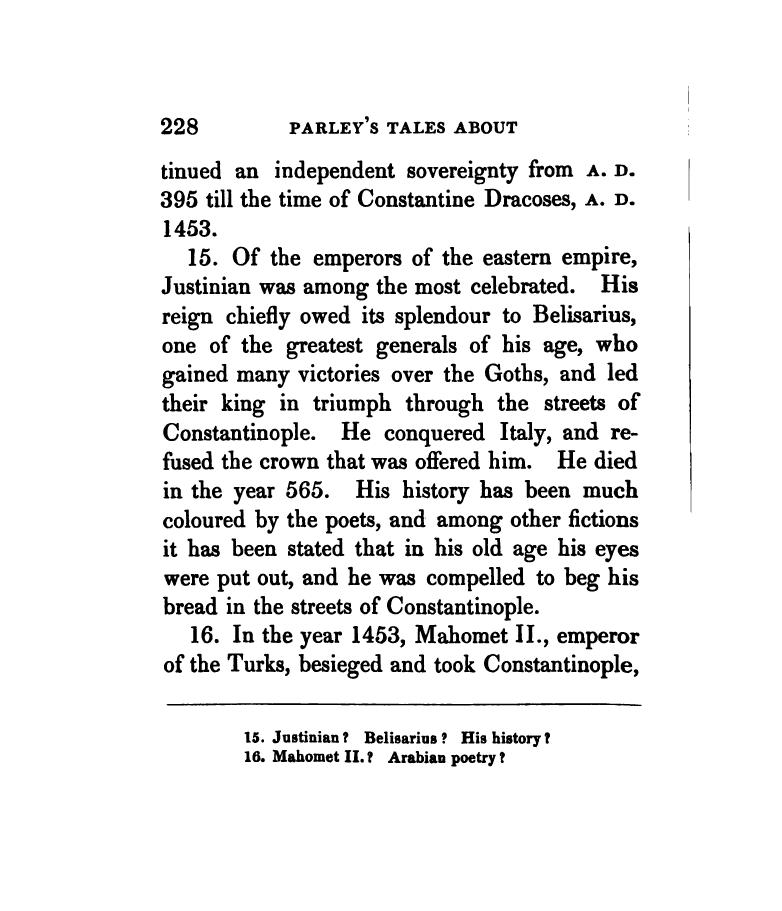 228 PARLEY'S TALES ABOUT
tinued an independent sovereignty from A. D.
395 till the time of Constantine Dracoses, A. D.
1453.
15. Of the emperors of the eastern empire,
Justinian was among the most celebrated. His
reign chiefly owed its splendour to Belisarius,
one of the greatest generals of his age, who
gained many victories over the Goths, and led
their king in triumph through the streets of
Constantinople. He conquered Italy, and re-
fused the crown that was offered him. He died
in the year 565. His history has been much
coloured by the poets, and among other fictions
it has been stated that in his old age his eyes
were put out, and he was compelled to beg his
bread in the streets of Constantinople.
16. In the year 1453, Mahomet II., emperor
of the Turks, besieged and took Constantinople,
15. Justinian? Belisarius? His history?
16. Mahomet II.? Arabian poetry?